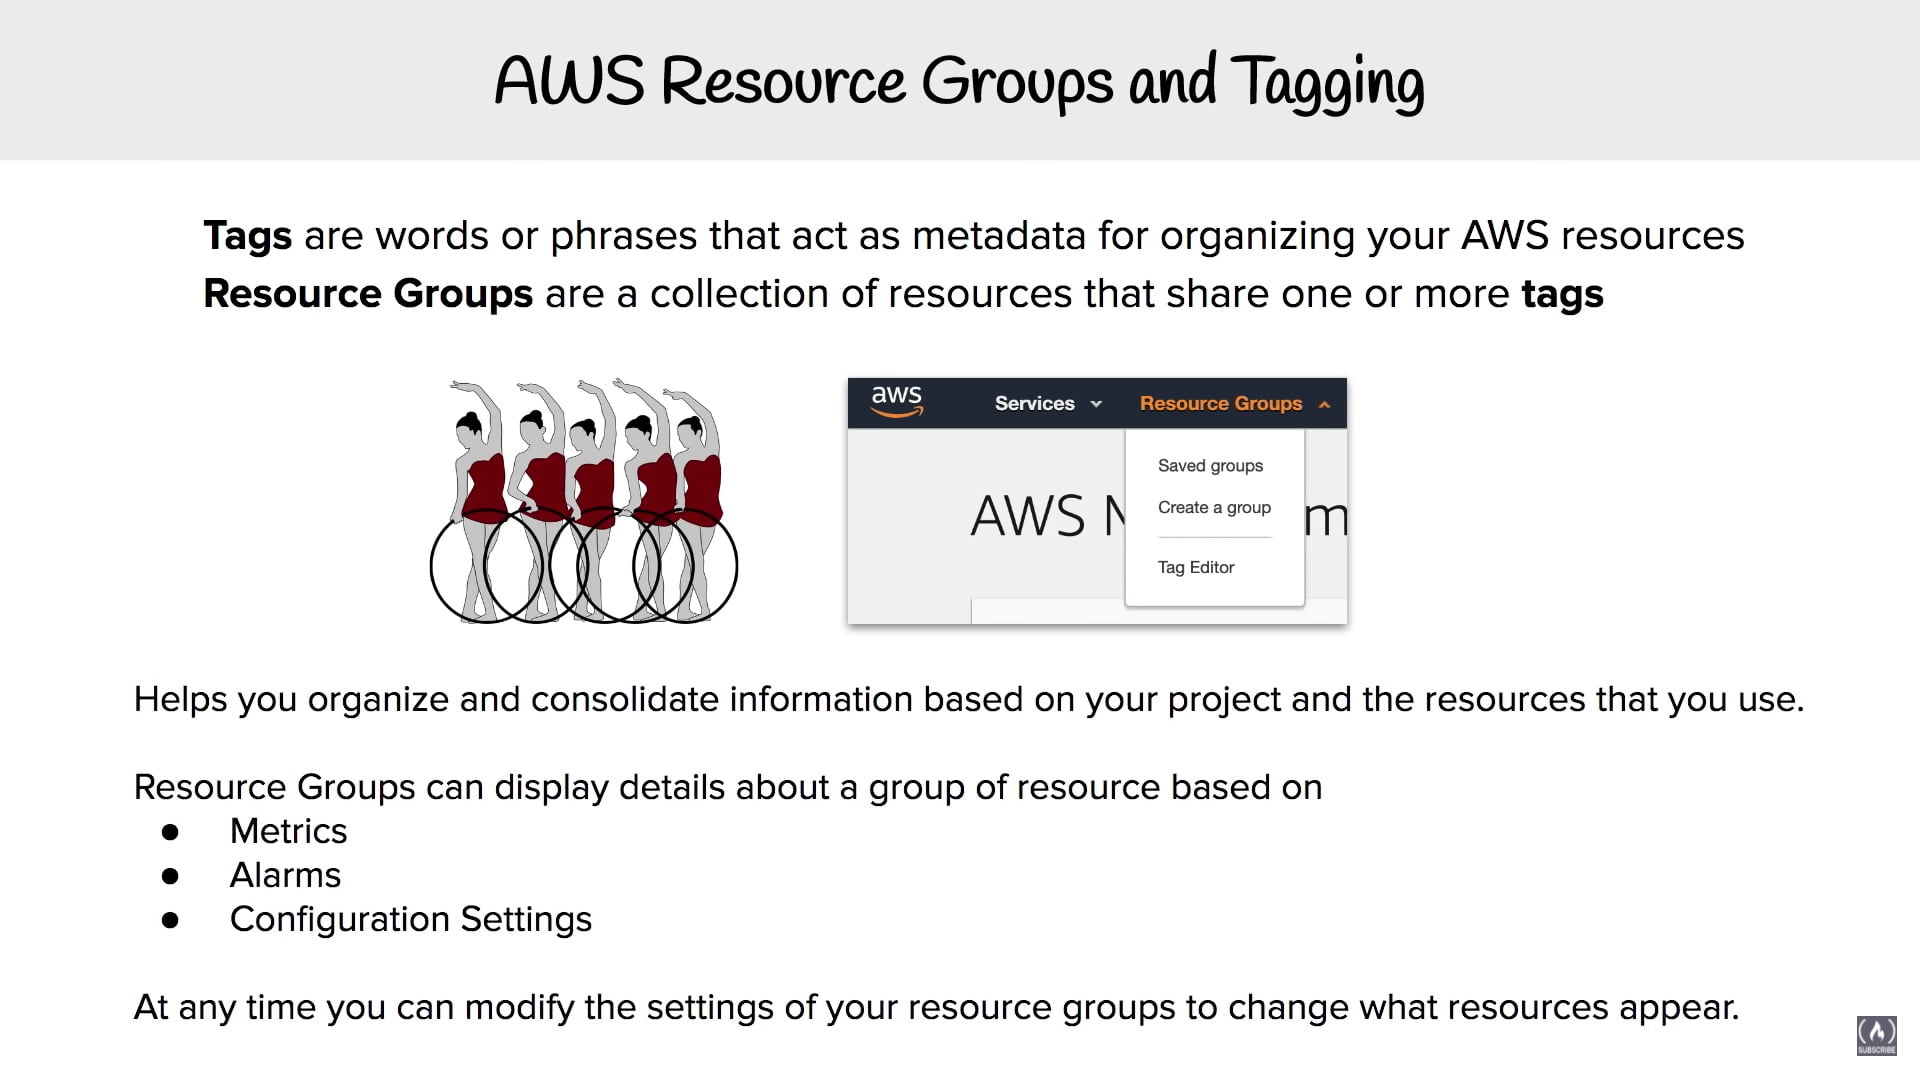 AWS Resource Groups and Tagging
Tags are words or phrases that act as metadata for organizing your AWS resources
Resource Groups are a collection of resources that share one or more tags
aws
Services
Resource Groups
Saved groups
Create a group
Tag Editor
AWS
m
Helps you organize and consolidate information based on your project and the resources that you use.
Resource Groups can display details about a group of resource based on
● Metrics
● Alarms
● Configuration Settings
At any time you can modify the settings of your resource groups to change what resources appear.
SUBSCRIBE